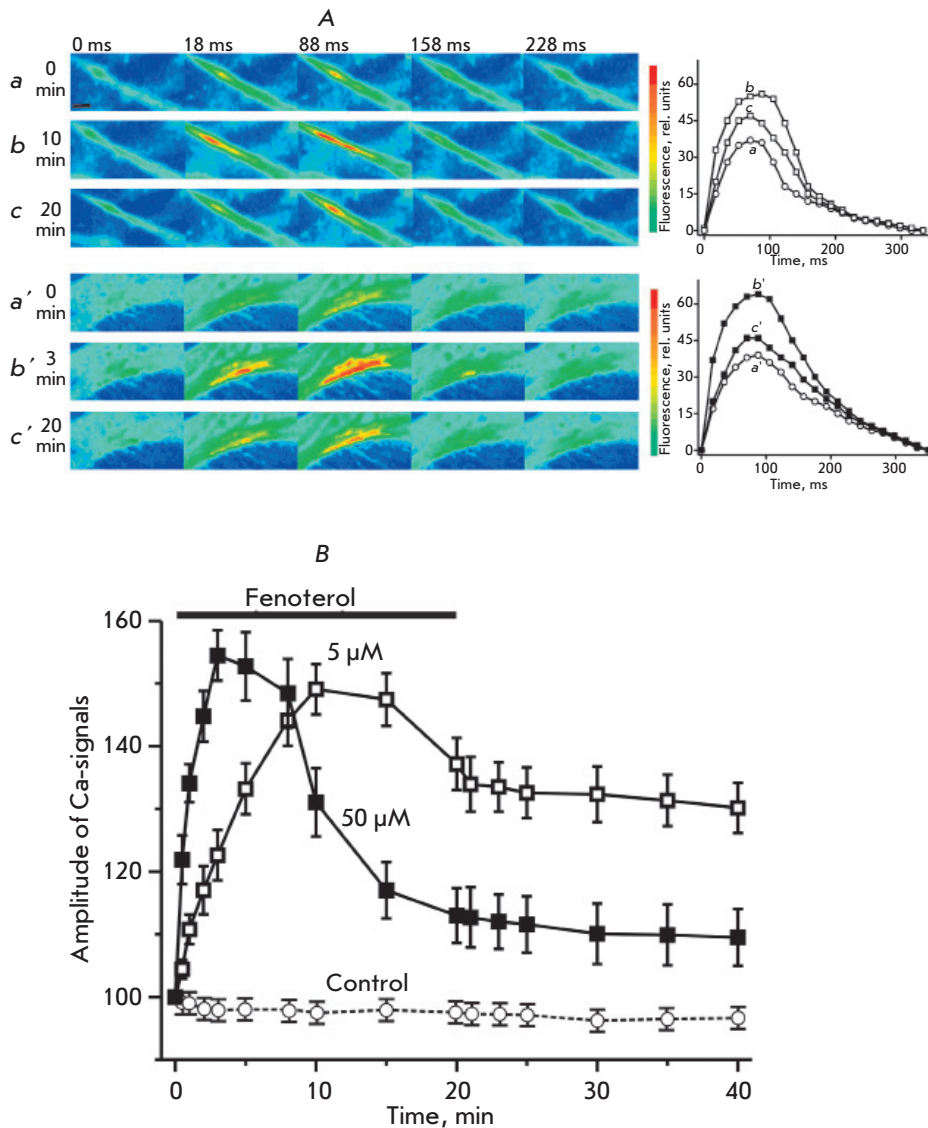 A
0 ms 18 ms 88 ms 158 ms 228 ms
a 0 min
b 10 min
c 20 min
Fluorescence, rel. units
60
45
30
15
0
b
c
a
0 100 200 300
Time, ms
a' 0 min
b' 3 min
c' 20 min
Fluorescence, rel. units
60
45
30
15
0
b'
c'
a'
0 100 200 300
Time, ms
B
Fenoterol
Amplitude of Ca-signals
160
140
120
100
5 µM
50 µM
Control
0 10 20 30 40
Time, min